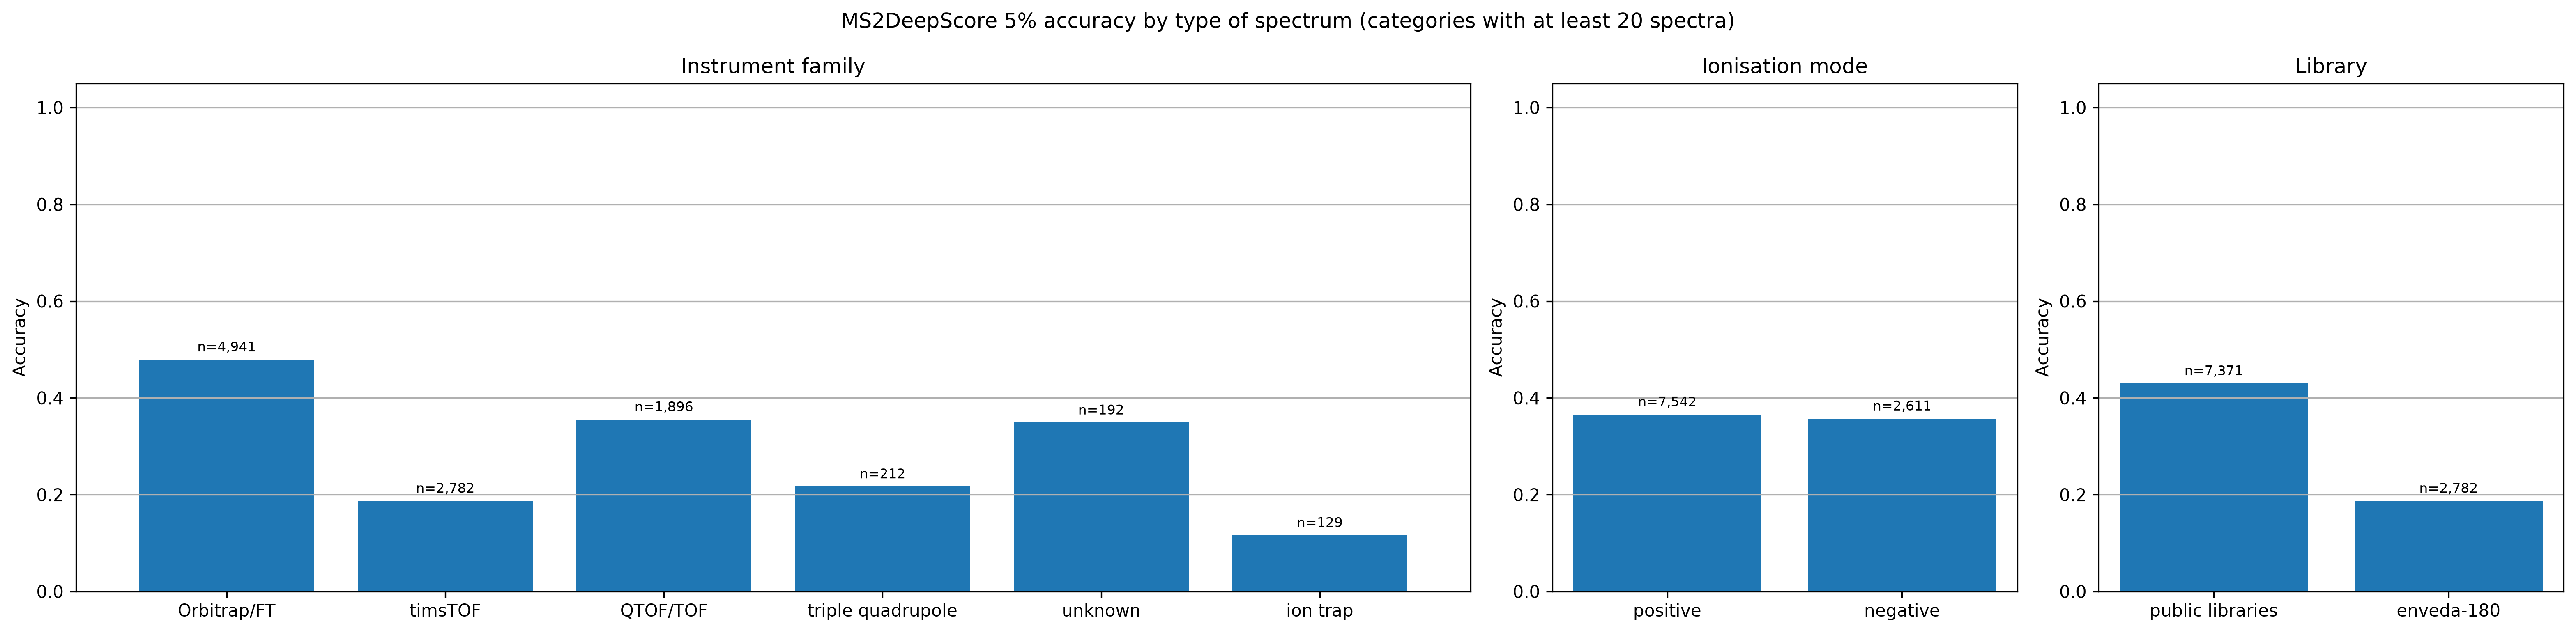 MS2DeepScore 5% accuracy by type of spectrum (categories with at least 20 spectra)
Instrument family
Accuracy
1.0
0.8
0.6
0.4
0.2
0.0
n=4,941
n=2,782
n=1,896
n=212
n=192
n=129
Orbitrap/FT
timsTOF
QTOF/TOF
triple quadrupole
unknown
ion trap
Ionisation mode
Accuracy
1.0
0.8
0.6
0.4
0.2
0.0
n=7,542
n=2,611
positive
negative
Library
Accuracy
1.0
0.8
0.6
0.4
0.2
0.0
n=7,371
n=2,782
public libraries
enveda-180